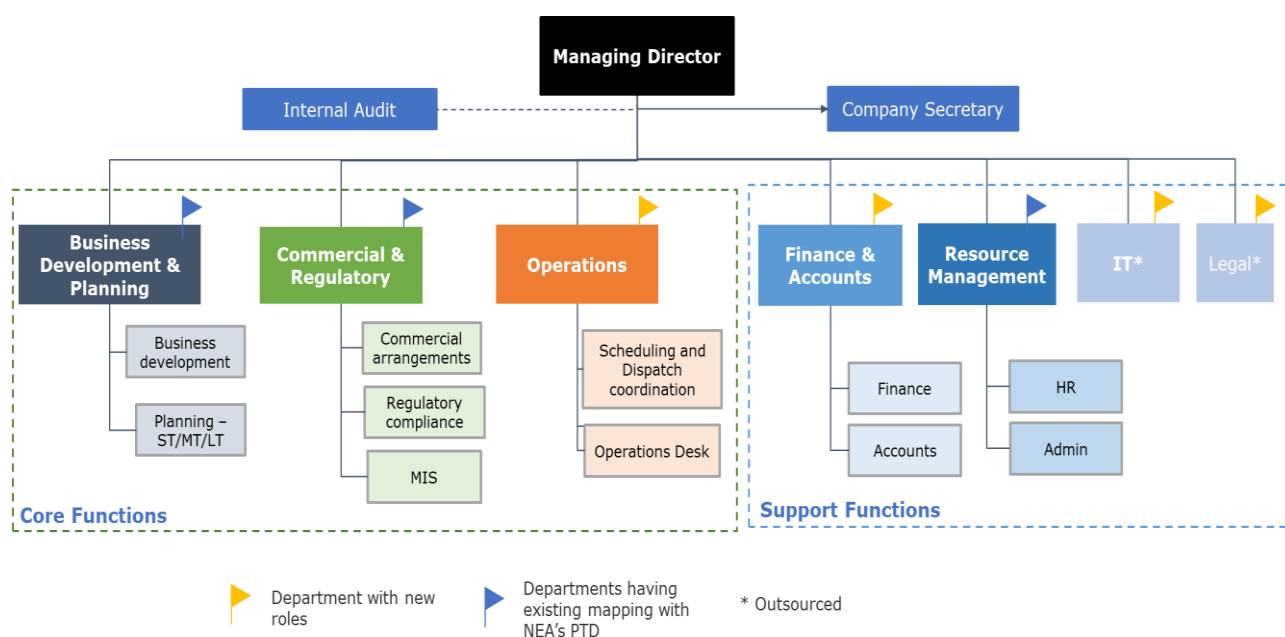 Managing Director
Internal Audit
Company Secretary
Business
Development &
Planning
Commercial &
Regulatory
Operations
Finance &
Accounts
Resource
Management
IT*
Legal*
Business
development
Planning –
ST/MT/LT
Commercial
arrangements
Regulatory
compliance
MIS
Scheduling and
Dispatch
coordination
Operations Desk
Finance
Accounts
HR
Admin
Core Functions
Support Functions
Department with new
roles
Departments having
existing mapping with
NEA's PTD
* Outsourced